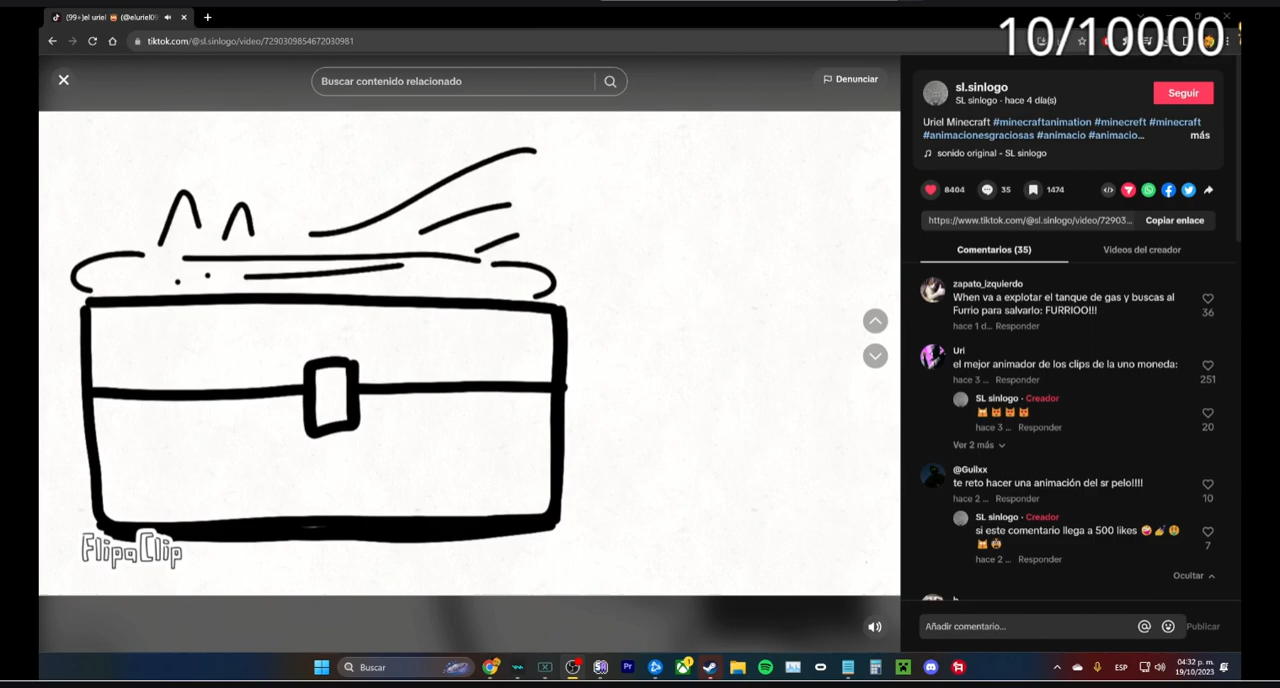 (99+)el uriel (@eluriel09
10/10000
tiktok.com/@sl.sinlogo/video/7290309854672030981
Buscar contenido relacionado
Denunciar
FlipaClip
sl.sinlogo
SL sinlogo · hace 4 día(s)
Seguir
Uriel Minecraft #minecraftanimation #minecreft #minecraft
#animacionesgraciosas #animacio #animacio... más
sonido original - SL sinlogo
8404 35 1474
https://www.tiktok.com/@sl.sinlogo/video/72903... Copiar enlace
Comentarios (35) Videos del creador
zapato_izquierdo
When va a explotar el tanque de gas y buscas al
Furrio para salvarlo: FURRIOO!!!
36
hace 1 d... Responder
Uri
el mejor animador de los clips de la uno moneda:
hace 3 ... Responder 251
SL sinlogo · Creador
hace 3 ... Responder 20
Ver 2 más
@Guilxx
te reto hacer una animación del sr pelo!!!!
hace 2 ... Responder 10
SL sinlogo · Creador
si este comentario llega a 500 likes
7
hace 2 ... Responder
Ocultar
Añadir comentario... Publicar
Buscar
Pr
ESP
04:32 p. m.
19/10/2023